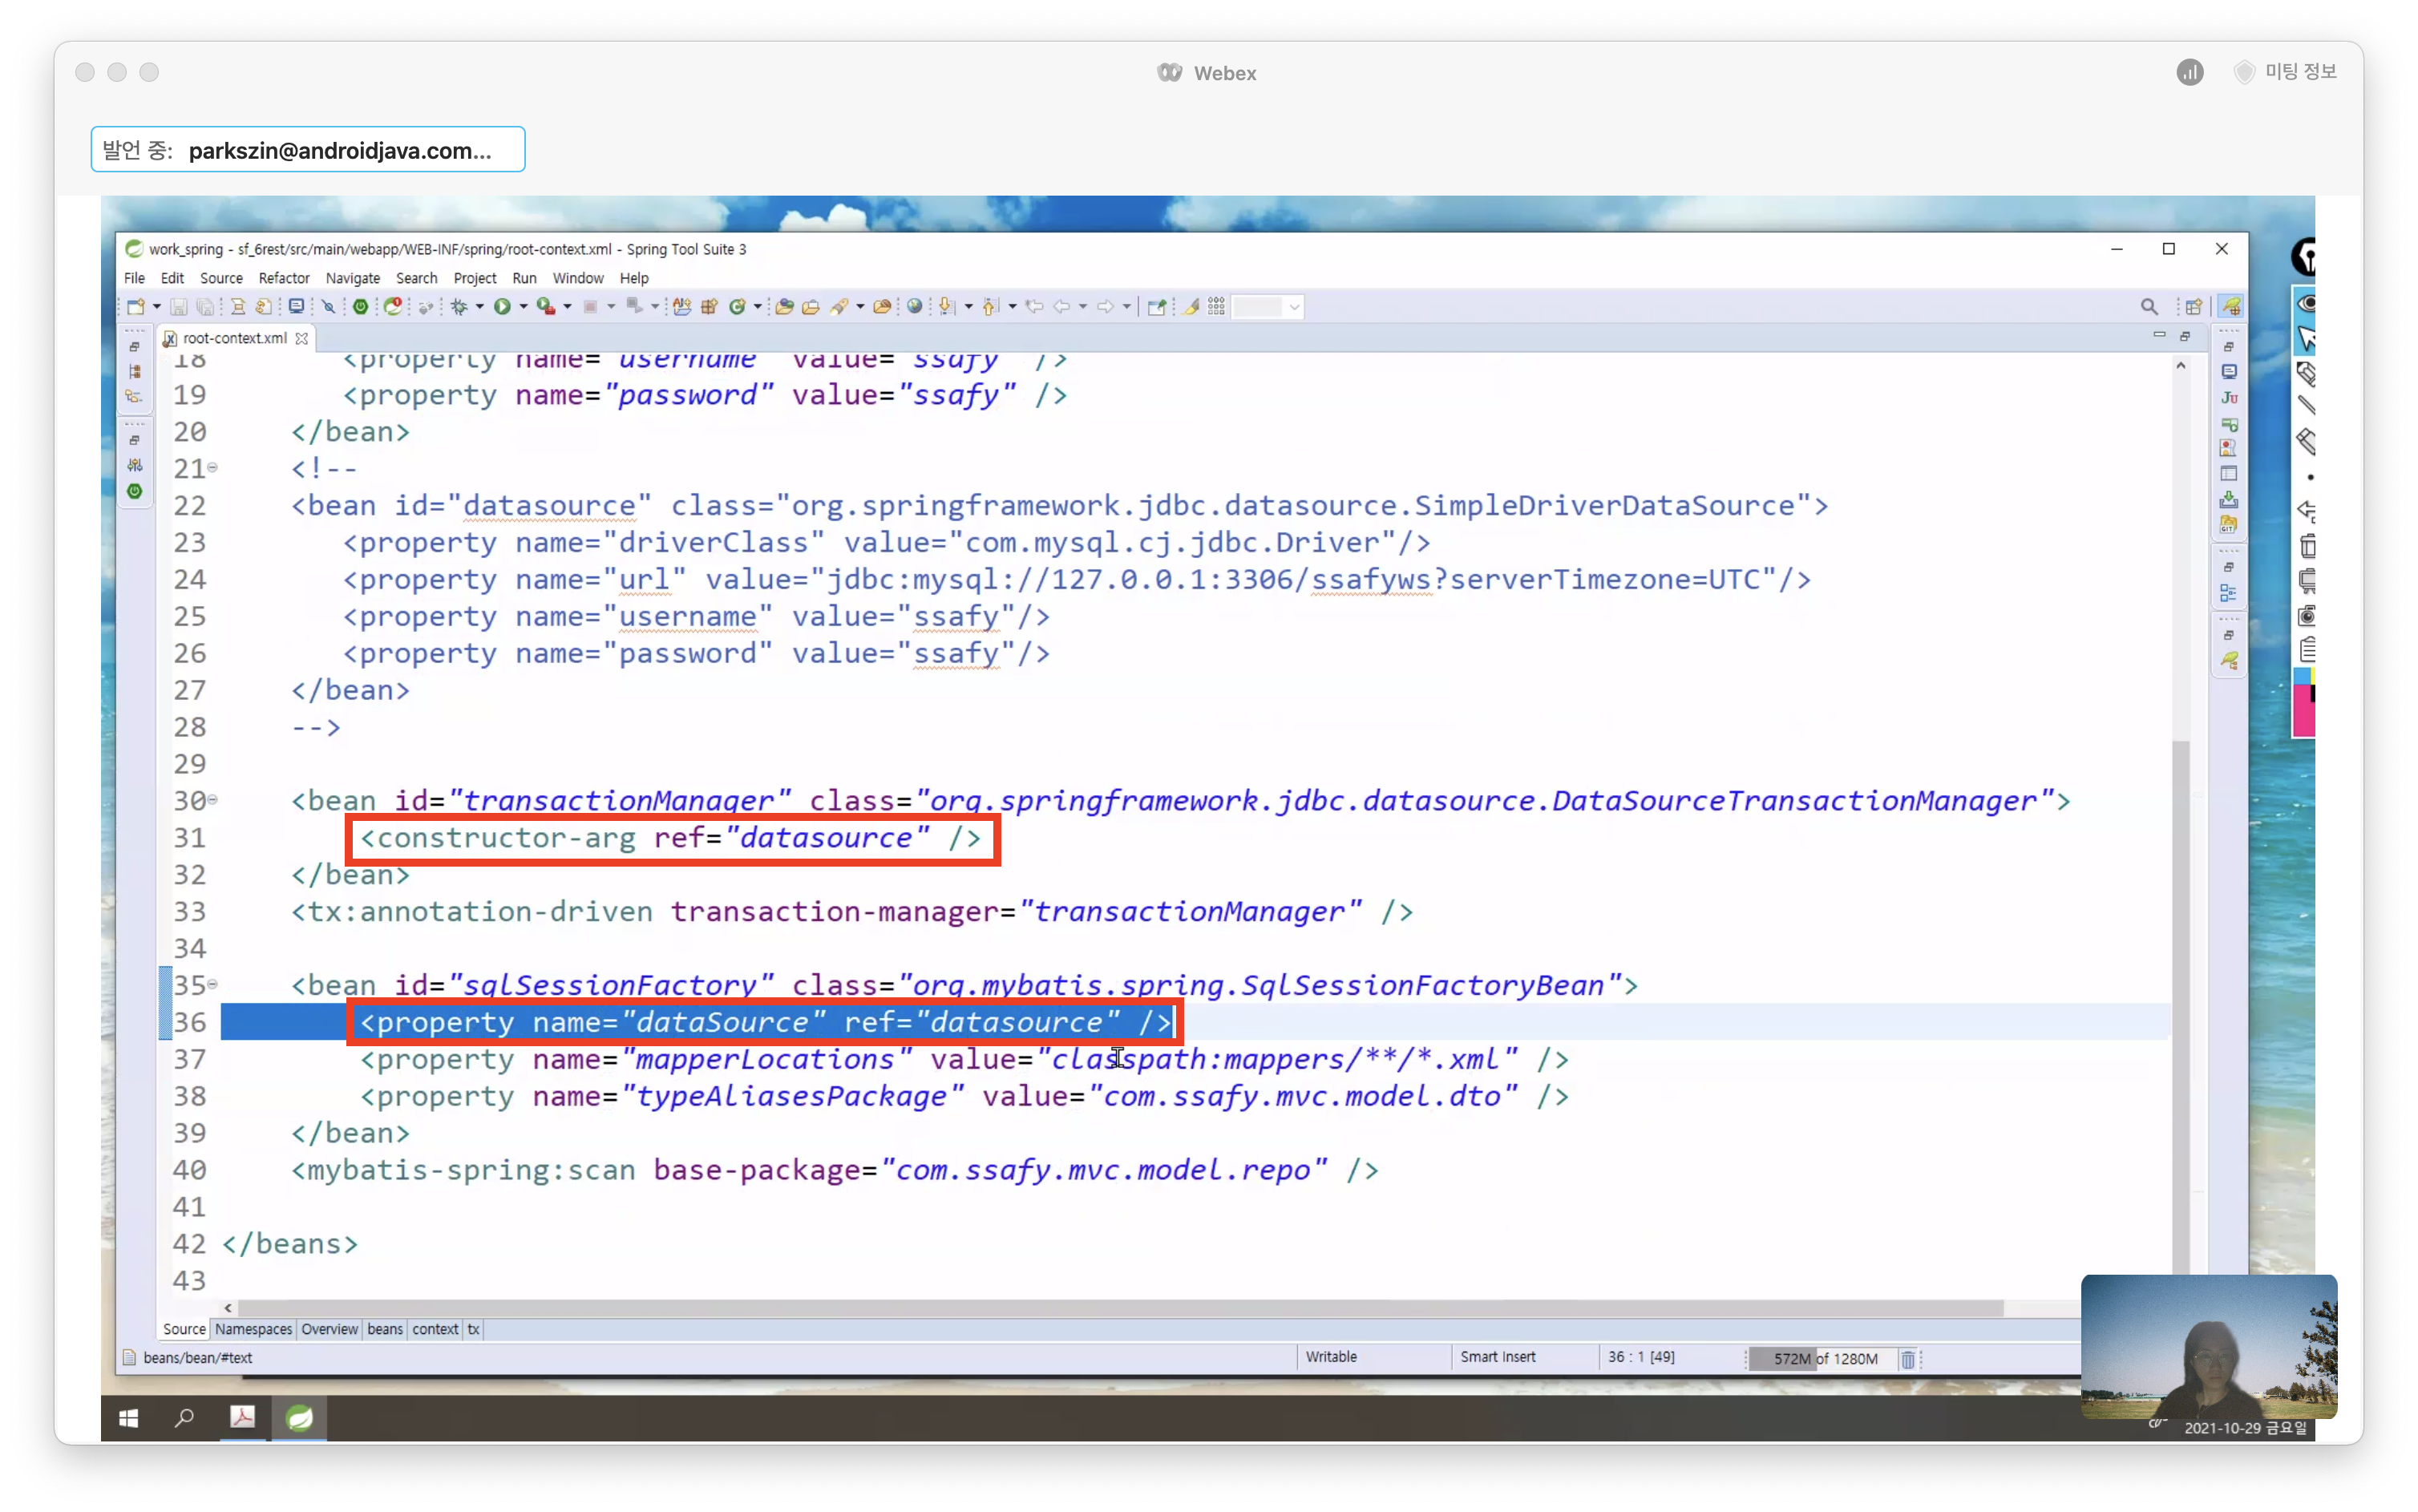 Webex
미팅 정보
발언 중: parkszin@androidjava.com...
work_spring - sf_6rest/src/main/webapp/WEB-INF/spring/root-context.xml - Spring Tool Suite 3
File Edit Source Refactor Navigate Search Project Run Window Help
root-context.xml
18 <property name="username" value="ssafy" />
19 <property name="password" value="ssafy" />
20 </bean>
21 <!--
22 <bean id="datasource" class="org.springframework.jdbc.datasource.SimpleDriverDataSource">
23 <property name="driverClass" value="com.mysql.cj.jdbc.Driver"/>
24 <property name="url" value="jdbc:mysql://127.0.0.1:3306/ssafyws?serverTimezone=UTC"/>
25 <property name="username" value="ssafy"/>
26 <property name="password" value="ssafy"/>
27 </bean>
28 -->
29
30 <bean id="transactionManager" class="org.springframework.jdbc.datasource.DataSourceTransactionManager">
31 <constructor-arg ref="datasource" />
32 </bean>
33 <tx:annotation-driven transaction-manager="transactionManager" />
34
35 <bean id="sqlSessionFactory" class="org.mybatis.spring.SqlSessionFactoryBean">
36 <property name="dataSource" ref="datasource" />
37 <property name="mapperLocations" value="classpath:mappers/**/*.xml" />
38 <property name="typeAliasesPackage" value="com.ssafy.mvc.model.dto" />
39 </bean>
40 <mybatis-spring:scan base-package="com.ssafy.mvc.model.repo" />
41
42 </beans>
43
Source Namespaces Overview beans context tx
beans/bean/#text Writable Smart Insert 36 : 1 [49] 572M of 1280M
2021-10-29 금요일